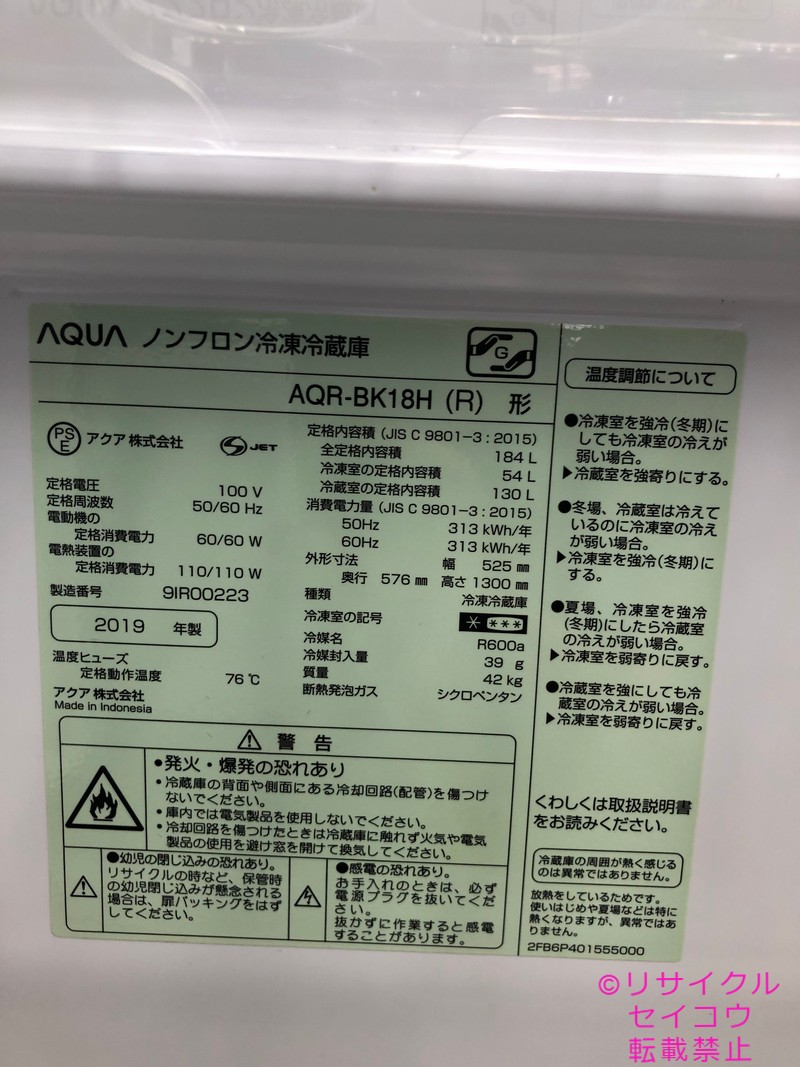 AQUA ノンフロン冷凍冷蔵庫
G
AQR-BK18H (R) 形
PSE アクア 株式会社
S JET
定格電圧 100 V
定格周波数 50/60 Hz
電動機の
定格消費電力 60/60 W
電熱装置の
定格消費電力 110/110 W
製造番号 9IR00223
2019 年製
温度ヒューズ
定格動作温度 76 ℃
アクア 株式会社
Made in Indonesia
定格内容積 (JIS C 9801-3 : 2015)
全定格内容積 184 L
冷凍室の定格内容積 54 L
冷蔵室の定格内容積 130 L
消費電力量 (JIS C 9801-3 : 2015)
50Hz 313 kWh/年
60Hz 313 kWh/年
外形寸法 幅 525 ㎜
奥行 576 ㎜ 高さ 1300 ㎜
種類 冷凍冷蔵庫
冷凍室の記号 * ***
冷媒名 R600a
冷媒封入量 39 g
質量 42 kg
断熱発泡ガス シクロペンタン
⚠ 警告
•発火・爆発の恐れあり
•冷蔵庫の背面や側面にある冷却回路(配管)を傷つけ
ないでください。
•庫内では電気製品を使用しないでください。
•冷却回路を傷つけたときは冷蔵庫に触れず火気や電気
製品の使用を避け窓を開けて換気してください。
●幼児の閉じ込みの恐れあり。
リサイクルの時など、保管時
の幼児閉じ込みが懸念される
場合は、扉パッキングをはず
してください。
●感電の恐れあり。
お手入れのときは、必ず
電源プラグを抜いてくだ
さい。
抜かずに作業すると感電
することがあります。
温度調節について
●冷凍室を強冷(冬期)に
しても冷凍室の冷えが
弱い場合。
▶冷蔵室を強寄りにする。
●冬場、冷蔵室は冷えて
いるのに冷凍室の冷え
が弱い場合。
▶冷凍室を強冷(冬期)に
する。
●夏場、冷凍室を強冷
(冬期)にしたら冷蔵室
の冷えが弱い場合。
▶冷凍室を弱寄りに戻す。
●冷蔵室を強にしても冷
蔵室の冷えが弱い場合。
▶冷凍室を弱寄りに戻す。
くわしくは取扱説明書
をお読みください。
冷蔵庫の周囲が熱く感じる
のは異常ではありません。
放熱をしているためです。
使いはじめや夏場などは特に
熱くなりますが、異常ではあ
りません。
2FB6P401555000
©リサイクル
セイコウ
転載禁止